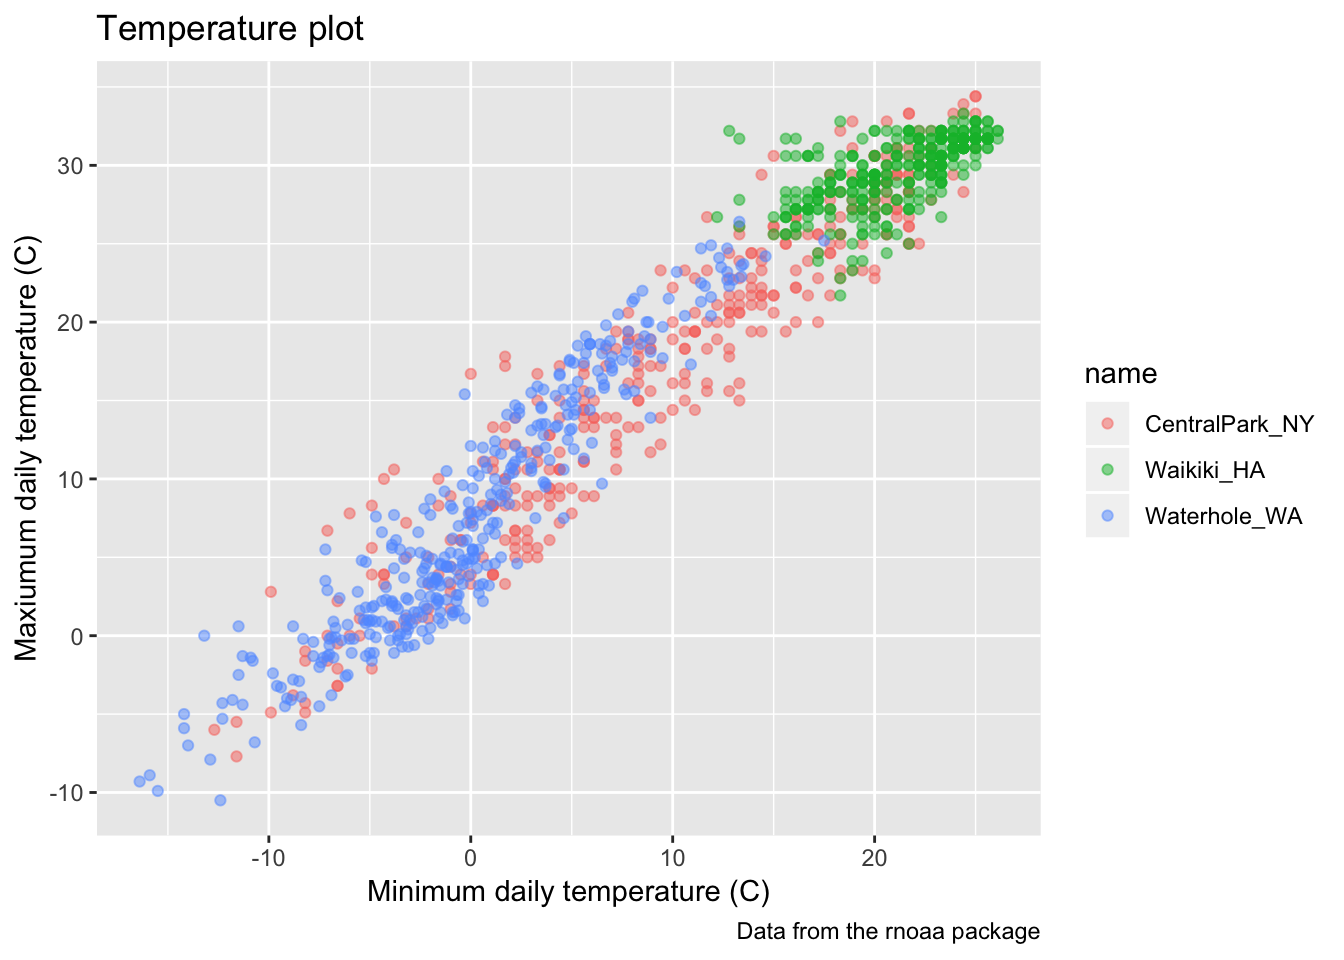 Temperature plot
Maxiumum daily temperature (C)
30
20
10
0
-10
-10 0 10 20
Minimum daily temperature (C)
name
CentralPark_NY
Waikiki_HA
Waterhole_WA
Data from the rnoaa package